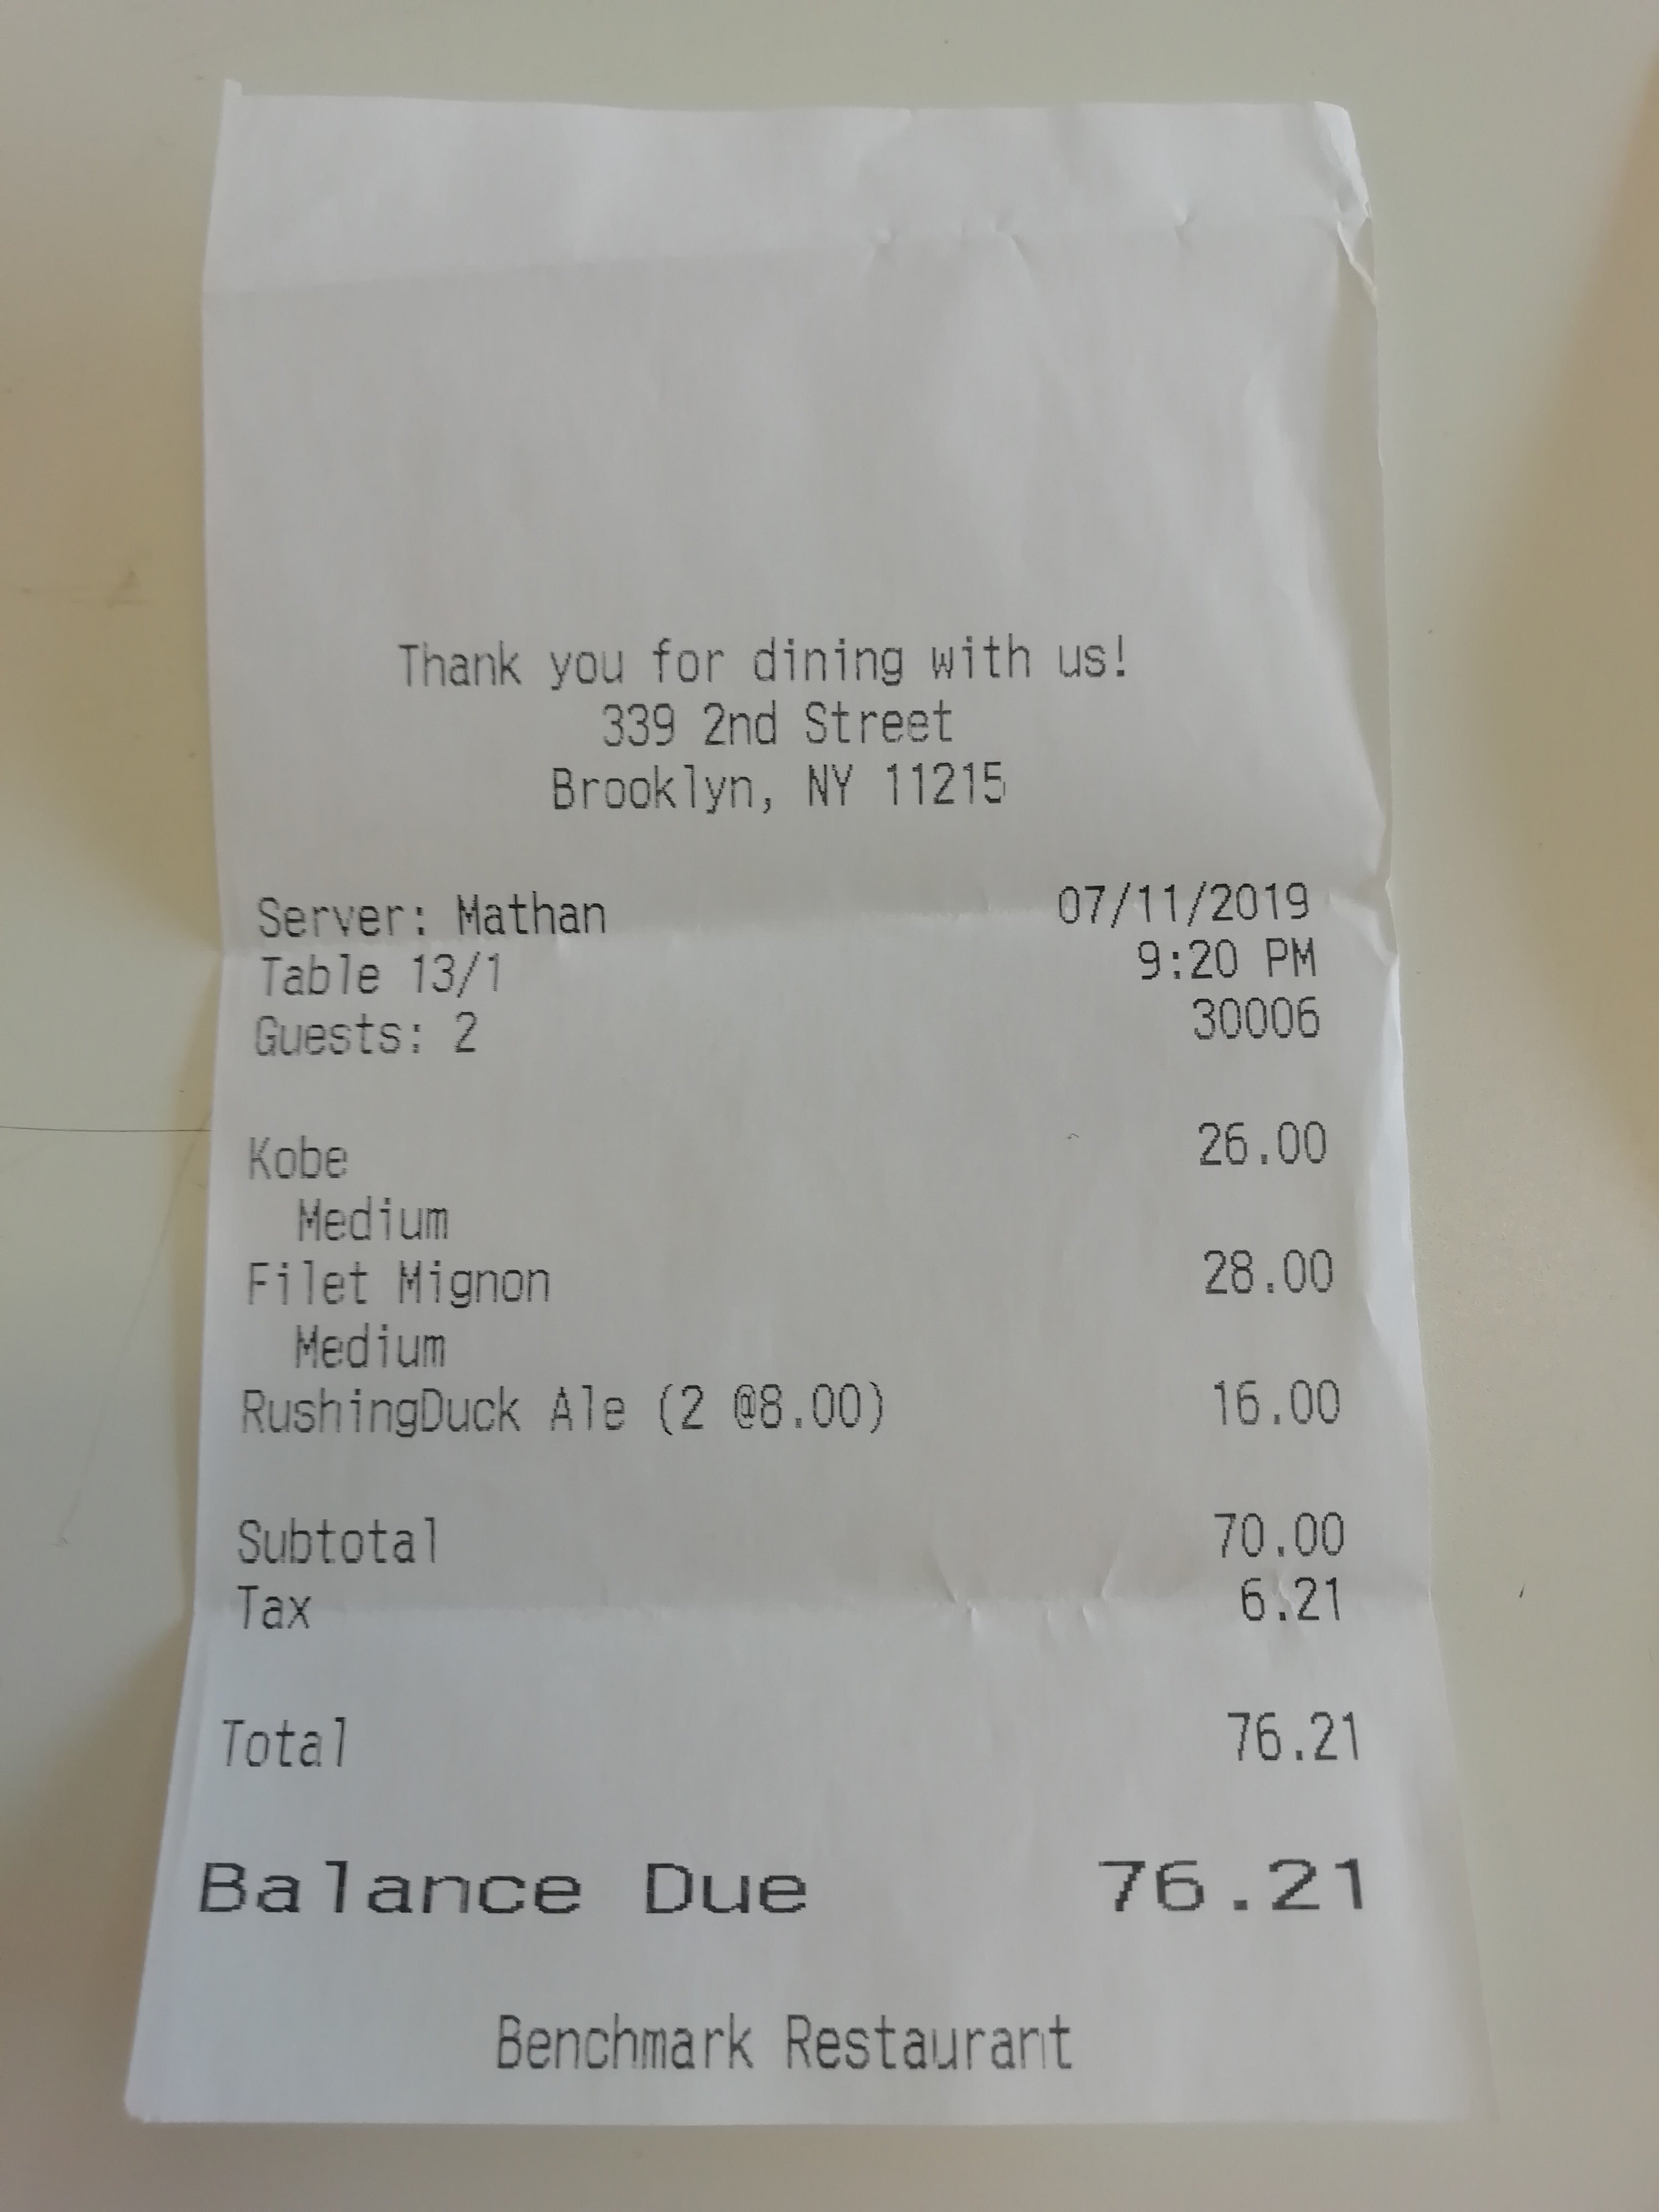 Thank you for dining with us!
339 2nd Street
Brooklyn, NY 11215
Server: Mathan 07/11/2019
Table 13/1 9:20 PM
Guests: 2 30006
Kobe 26.00
Medium
Filet Mignon 28.00
Medium
RushingDuck Ale (2 @8.00) 16.00
Subtotal 70.00
Tax 6.21
Total 76.21
Balance Due 76.21
Benchmark Restaurant